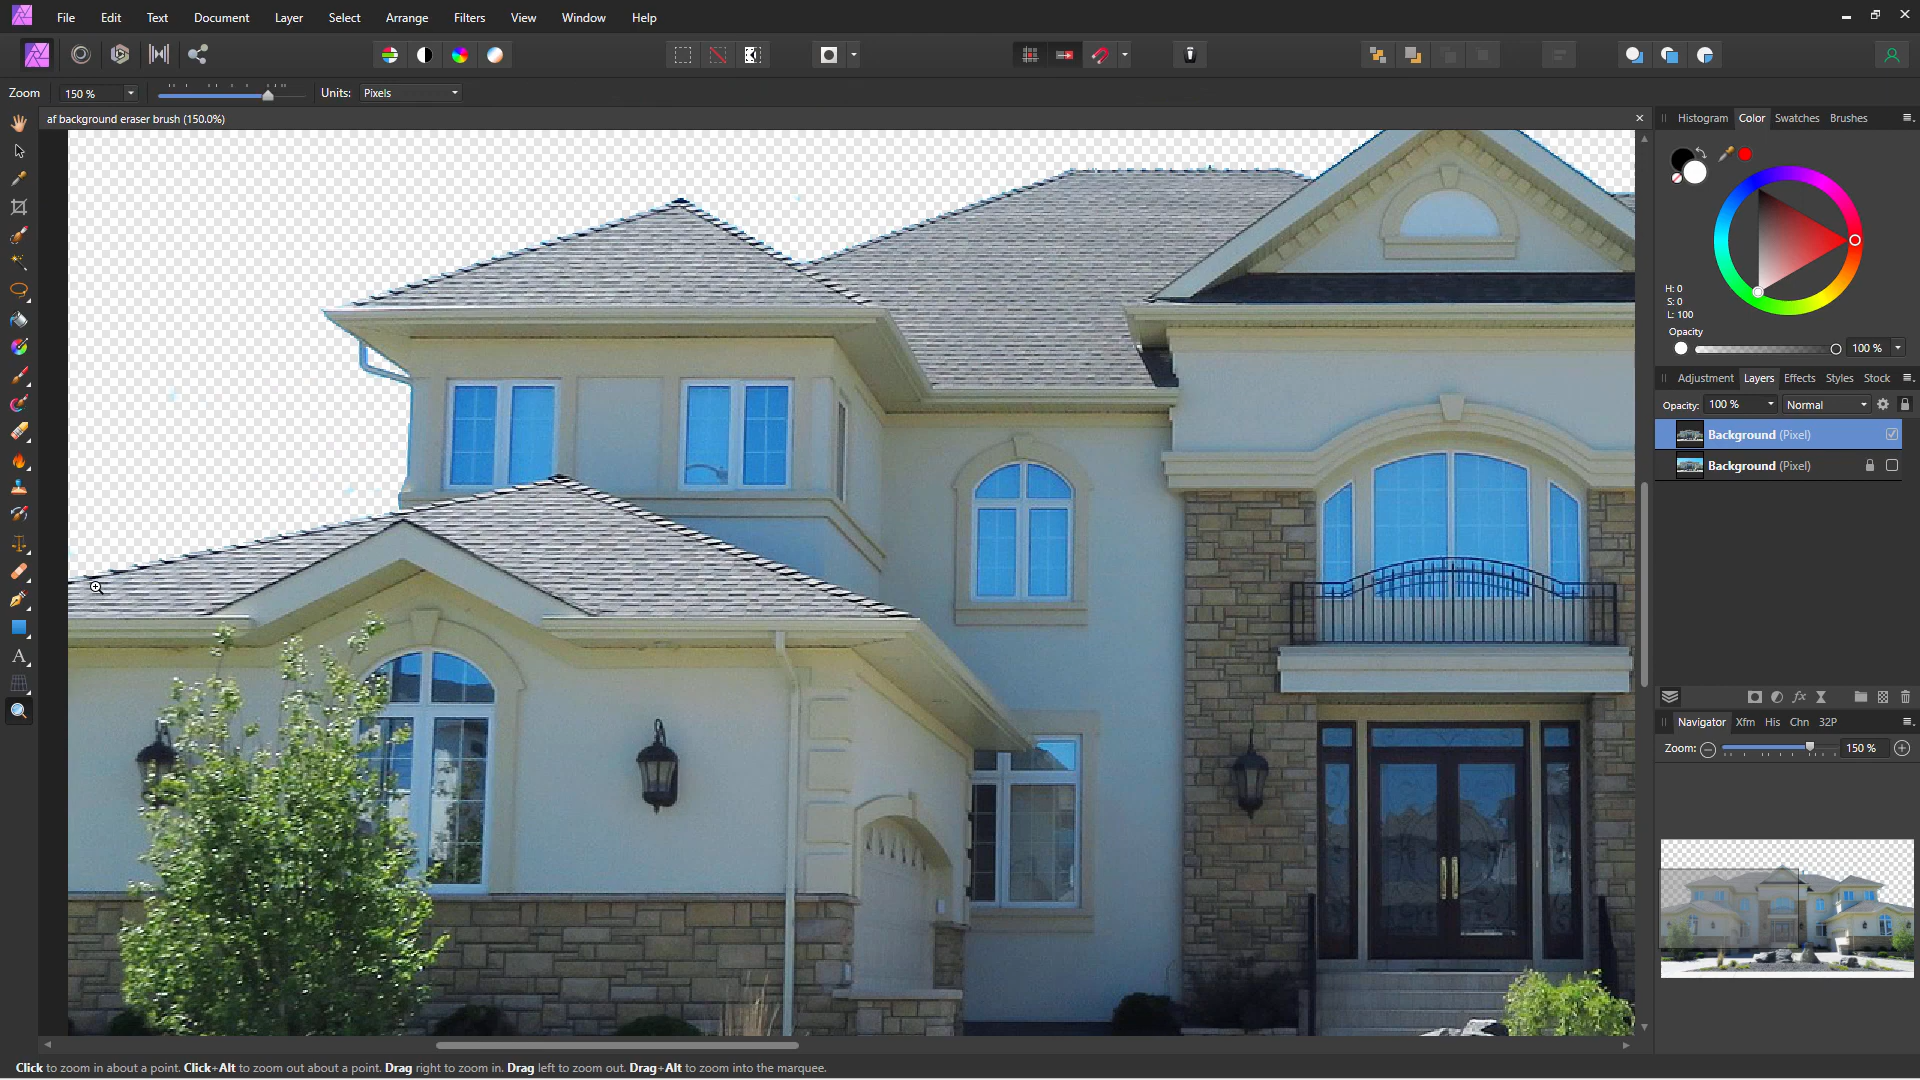 File Edit Text Document Layer Select Arrange Filters View Window Help
Zoom 150 % Units: Pixels
af background eraser brush (150.0%)
Histogram Color Swatches Brushes
H: 0
S: 0
L: 100
Opacity
100 %
Adjustment Layers Effects Styles Stock
Opacity: 100 % Normal
Background (Pixel)
Background (Pixel)
fx
Navigator Xfm His Chn 32P
Zoom: 150 %
A
Click to zoom in about a point. Click+Alt to zoom out about a point. Drag right to zoom in. Drag left to zoom out. Drag+Alt to zoom into the marquee.